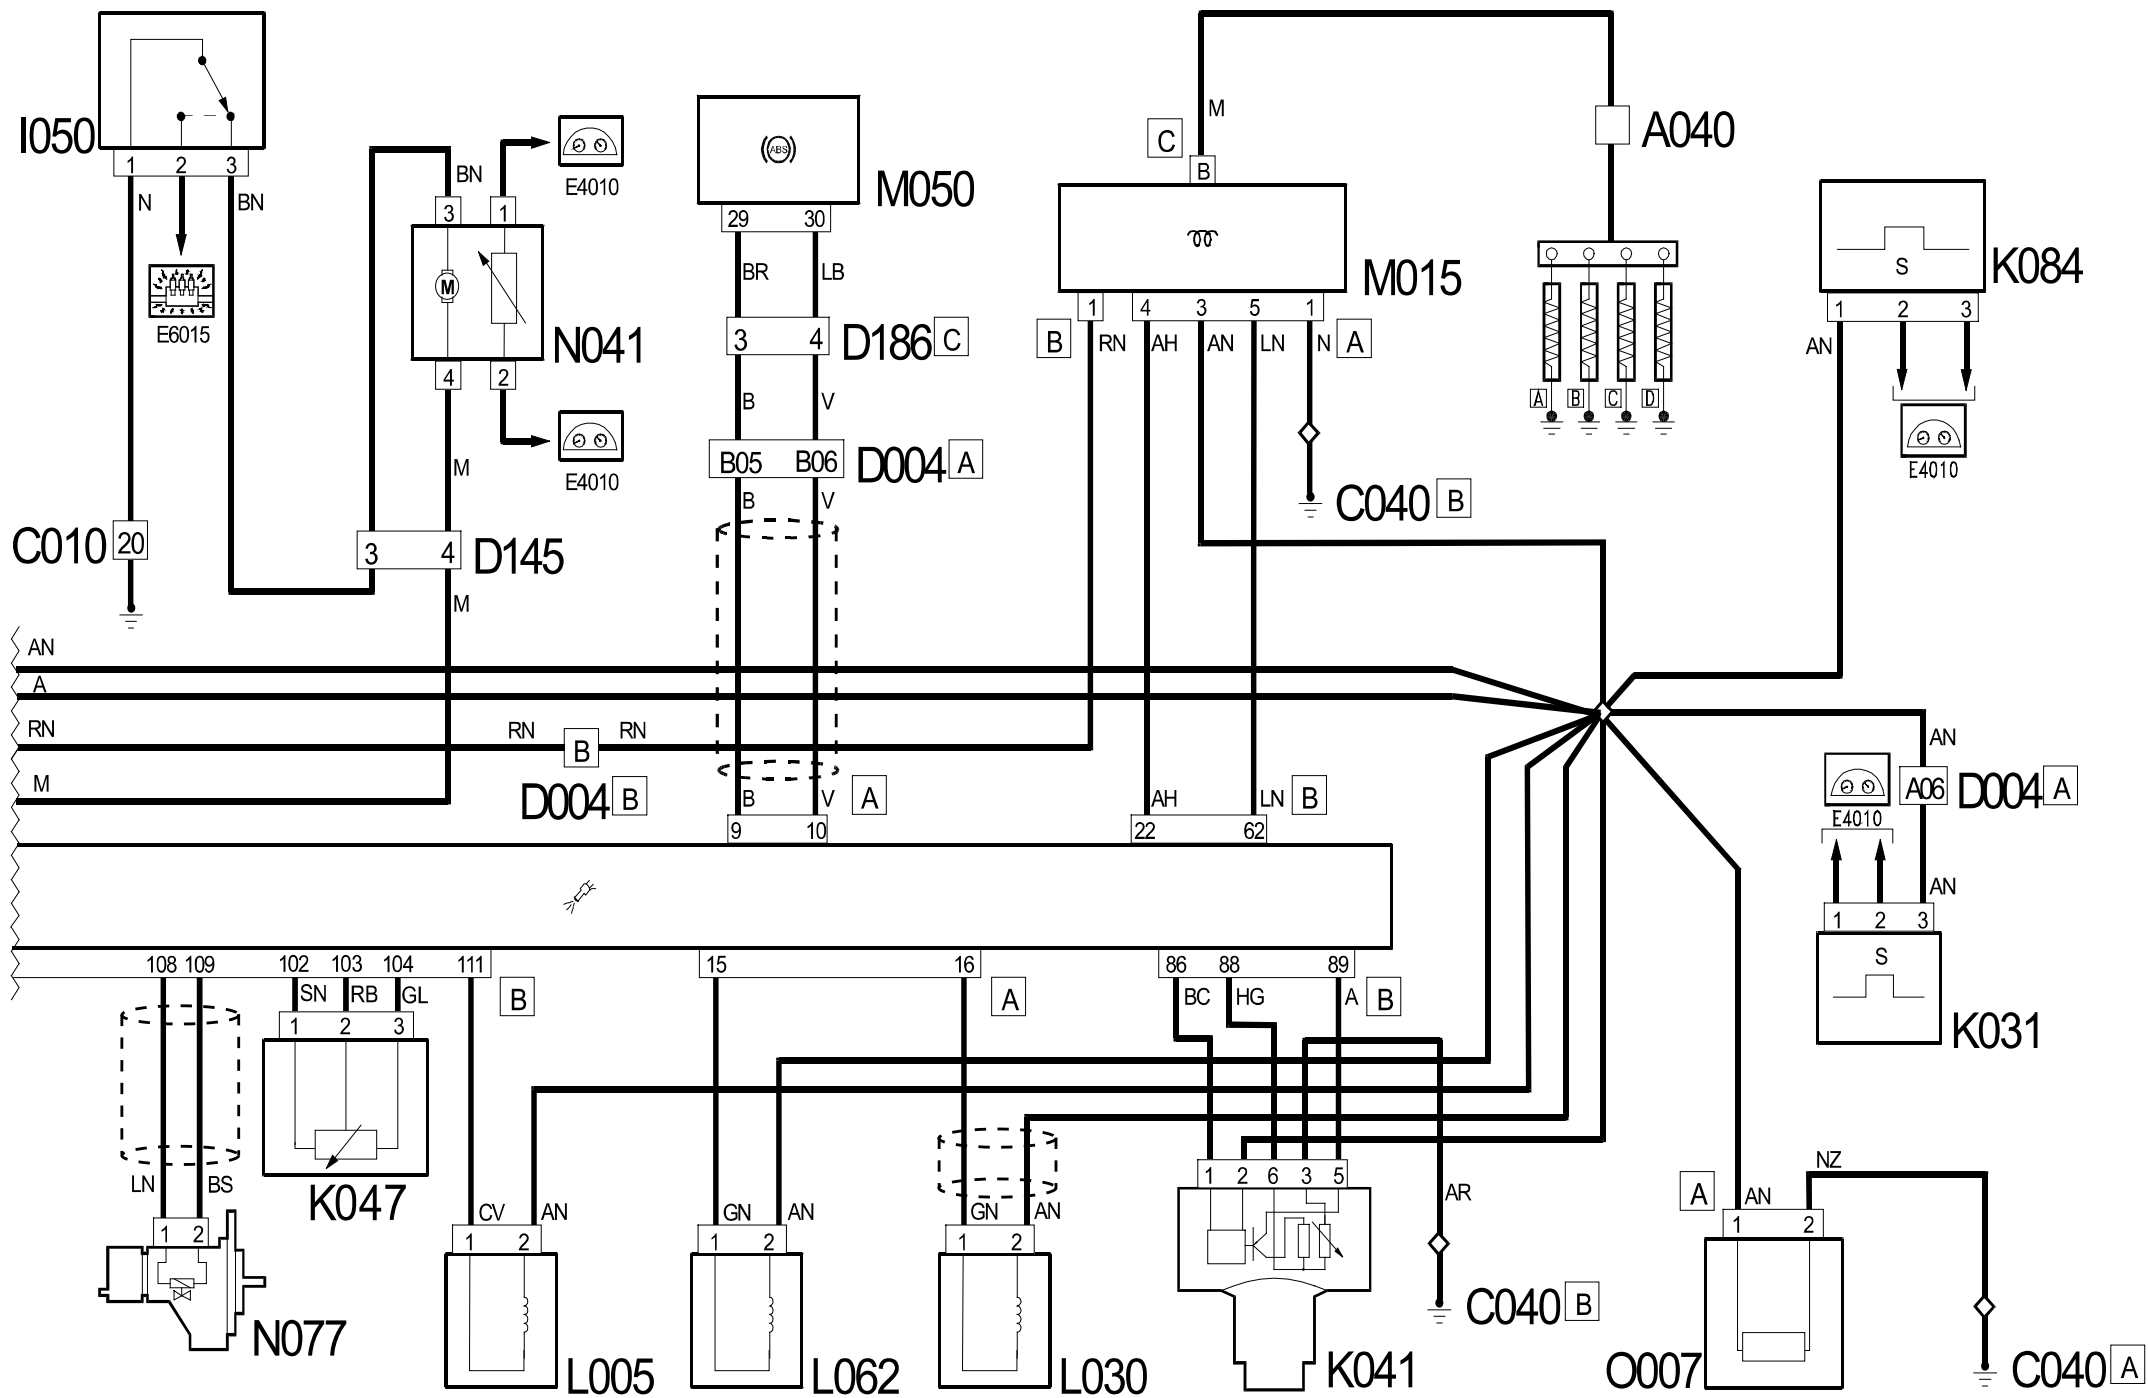 I050
1 2 3
N
BN
E6015
C010 20
BN
3 1
E4010
M
N041
4 2
E4010
M
3 4 D145
M
ABS
M050
29 30
BR LB
3 4 D186 C
B V
B05 B06 D004 A
B V
C
M
B
M015
1 4 3 5 1
B RN AH AN LN N A
C040 B
A040
A B C D
K084
S
1 2 3
AN
E4010
AN
A
RN
RN B RN
M
D004 B
B V A
9 10
AH LN B
22 62
AN
A06 D004 A
E4010
AN
1 2 3
S
K031
108 109 102 103 104 111
B
15 16
A
86 88 89
B
SN RB GL
BC HG A
1 2 3
K047
LN BS
1 2
N077
CV AN
1 2
L005
GN AN
1 2
L062
GN AN
1 2
L030
1 2 6 3 5
K041
AR
C040 B
A AN
NZ
1 2
O007
C040 A